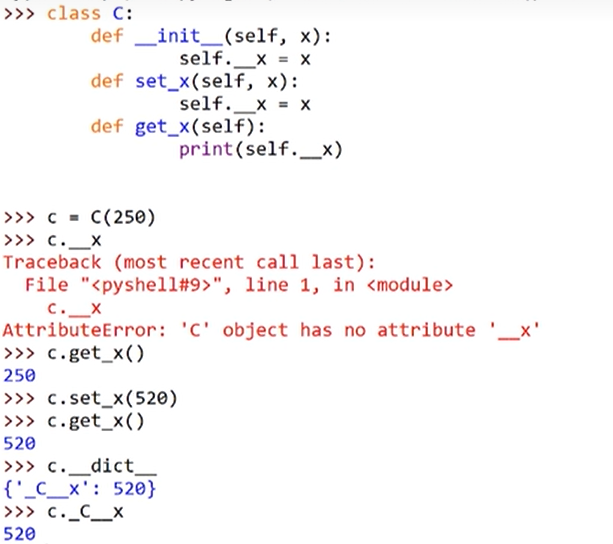 >>> class C:
        def __init__(self, x):
                self.__x = x
        def set_x(self, x):
                self.__x = x
        def get_x(self):
                print(self.__x)
>>> c = C(250)
>>> c.__x
Traceback (most recent call last):
  File "<pyshell#9>", line 1, in <module>
    c.__x
AttributeError: 'C' object has no attribute '__x'
>>> c.get_x()
250
>>> c.set_x(520)
>>> c.get_x()
520
>>> c.__dict__
{'_C__x': 520}
>>> c._C__x
520